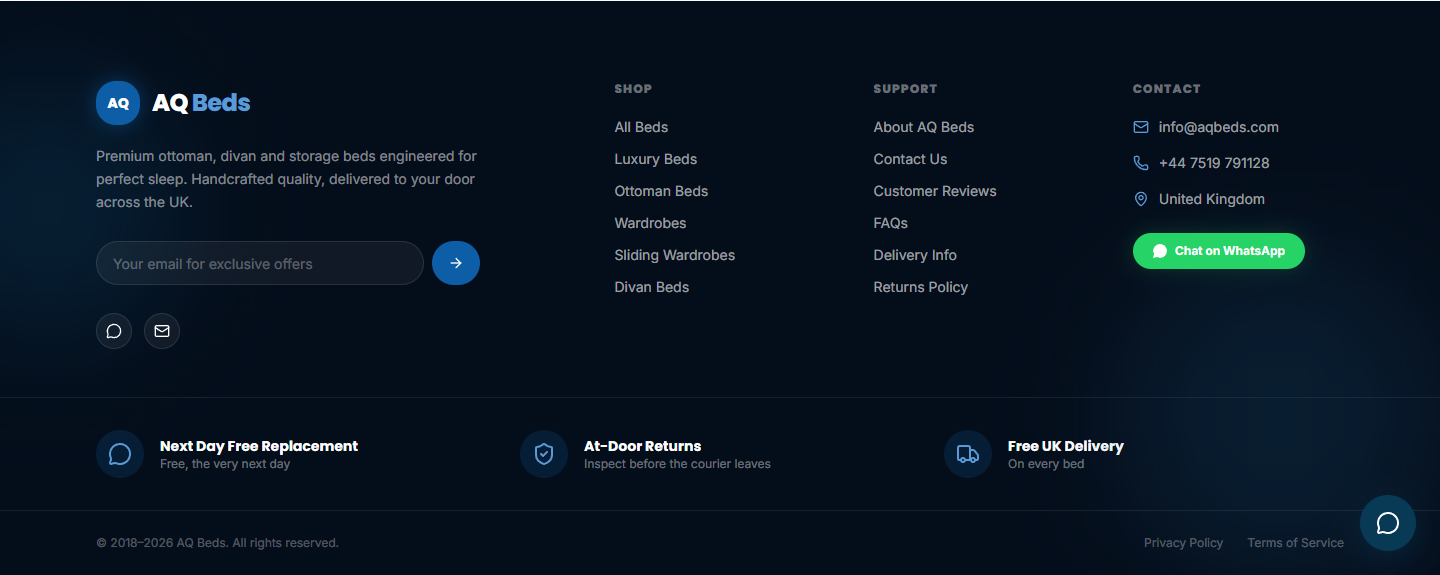 AQ
AQ Beds
Premium ottoman, divan and storage beds engineered for
perfect sleep. Handcrafted quality, delivered to your door
across the UK.
Your email for exclusive offers
SHOP
All Beds
Luxury Beds
Ottoman Beds
Wardrobes
Sliding Wardrobes
Divan Beds
SUPPORT
About AQ Beds
Contact Us
Customer Reviews
FAQs
Delivery Info
Returns Policy
CONTACT
info@aqbeds.com
+44 7519 791128
United Kingdom
Chat on WhatsApp
Next Day Free Replacement
Free, the very next day
At-Door Returns
Inspect before the courier leaves
Free UK Delivery
On every bed
© 2018–2026 AQ Beds. All rights reserved.
Privacy Policy
Terms of Service